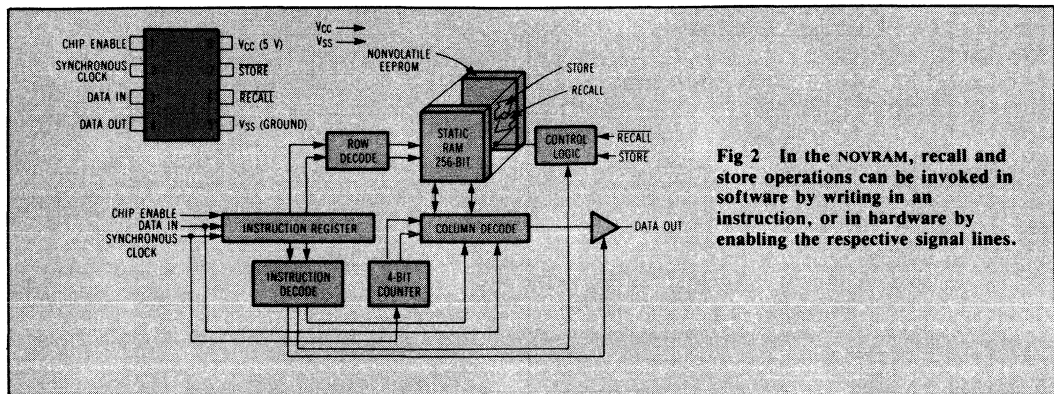 CHIP ENABLE
SYNCHRONOUS
CLOCK
DATA IN
DATA OUT
VCC (5 V)
STORE
RECALL
VSS (GROUND)
VCC
VSS
NONVOLATILE
EEPROM
STORE
RECALL
STATIC
RAM
256-BIT
ROW
DECODE
CONTROL
LOGIC
RECALL
STORE
CHIP ENABLE
DATA IN
SYNCHRONOUS
CLOCK
INSTRUCTION REGISTER
COLUMN DECODE
DATA OUT
INSTRUCTION
DECODE
4-BIT
COUNTER
Fig 2 In the NOVRAM, recall and
store operations can be invoked in
software by writing in an
instruction, or in hardware by
enabling the respective signal lines.